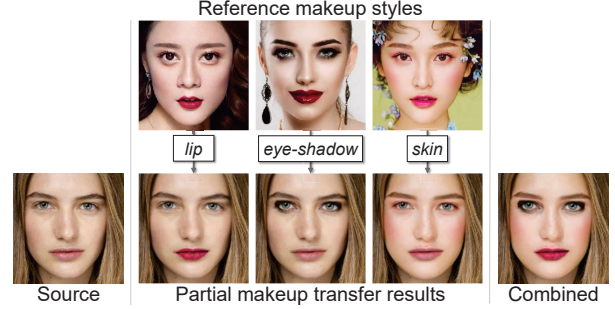 Reference makeup styles
lip
eye-shadow
skin
Source
Partial makeup transfer results
Combined